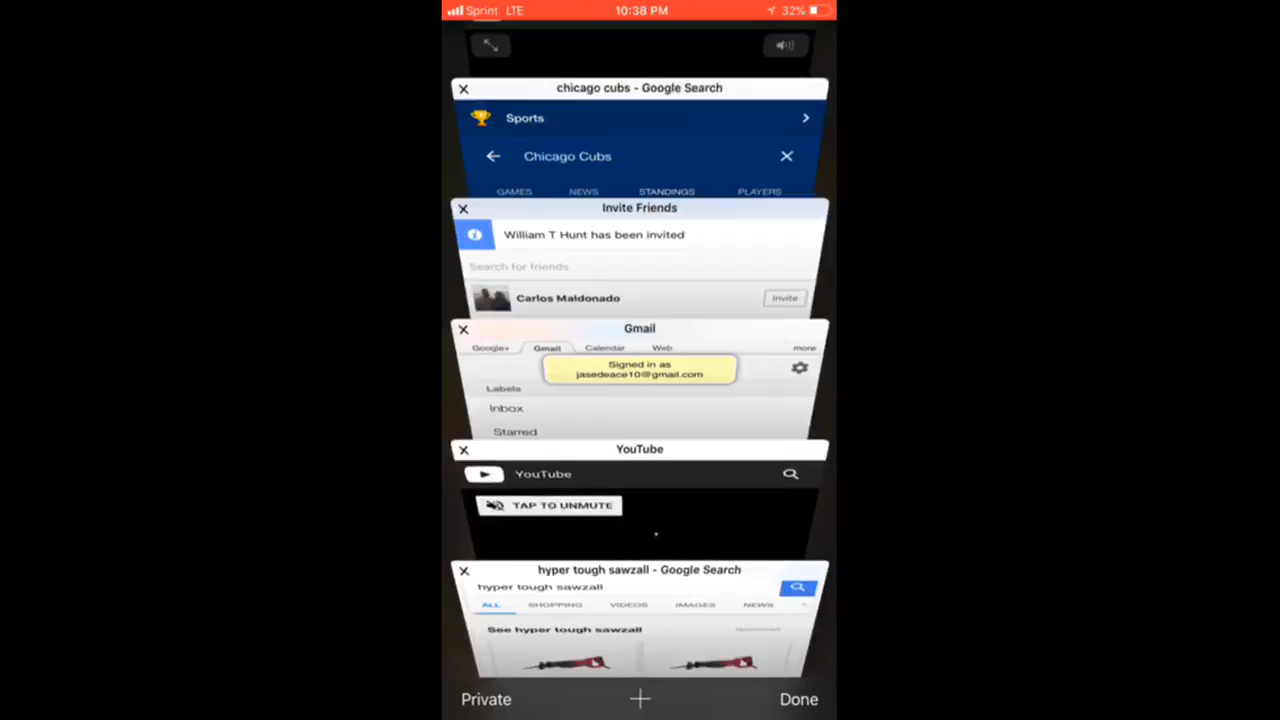 Sprint LTE 10:38 PM 32%
chicago cubs - Google Search
Sports
Chicago Cubs
GAMES NEWS STANDINGS PLAYERS
Invite Friends
William T Hunt has been invited
Search for friends
Carlos Maldonado Invite
Gmail
Google+ Gmail Calendar Web more
Signed in as
jasedeace10@gmail.com
Labels
Inbox
Starred
YouTube
YouTube
TAP TO UNMUTE
hyper tough sawzall - Google Search
hyper tough sawzall
ALL SHOPPING VIDEOS IMAGES NEWS
See hyper tough sawzall Sponsored
Private Done